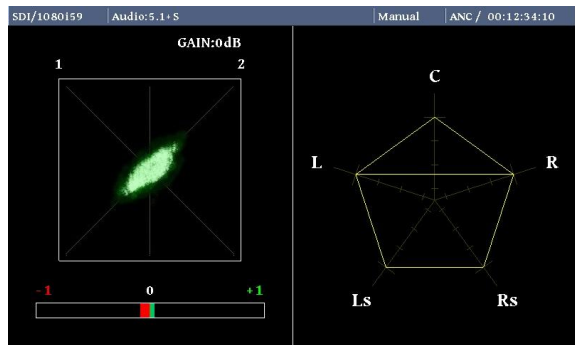 SDI/1080i59 Audio:5.1+S Manual ANC / 00:12:34:10
GAIN:0dB
1 2
C
L R
-1 0 +1
Ls Rs